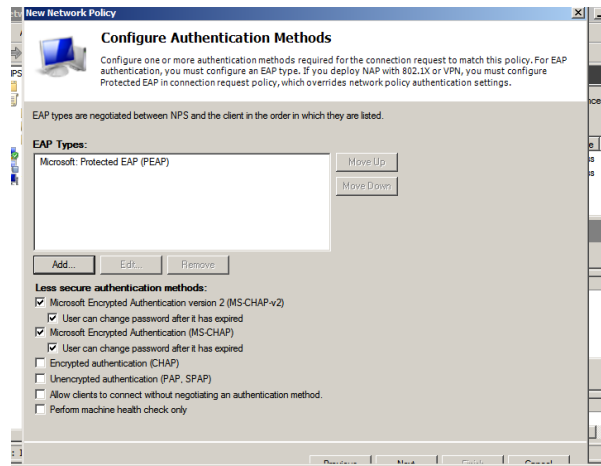 New Network Policy
Configure Authentication Methods
Configure one or more authentication methods required for the connection request to match this policy. For EAP
authentication, you must configure an EAP type. If you deploy NAP with 802.1X or VPN, you must configure
Protected EAP in connection request policy, which overrides network policy authentication settings.
EAP types are negotiated between NPS and the client in the order in which they are listed.
EAP Types:
Microsoft: Protected EAP (PEAP)
Move Up
Move Down
Add... Edit... Remove
Less secure authentication methods:
Microsoft Encrypted Authentication version 2 (MS-CHAP-v2)
User can change password after it has expired
Microsoft Encrypted Authentication (MS-CHAP)
User can change password after it has expired
Encrypted authentication (CHAP)
Unencrypted authentication (PAP, SPAP)
Allow clients to connect without negotiating an authentication method.
Perform machine health check only
Previous Next Finish Cancel